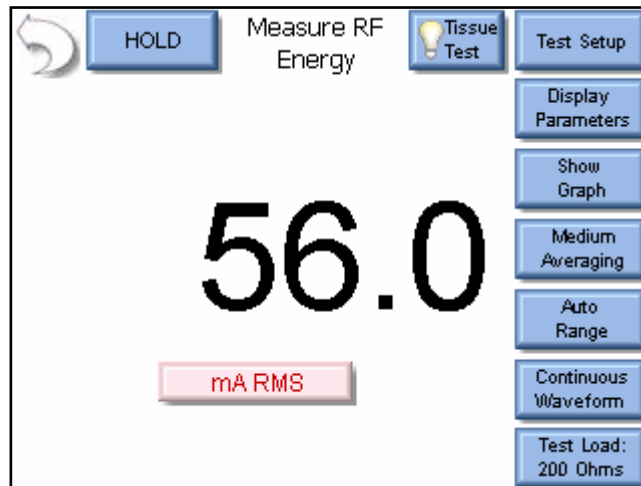 HOLD
Measure RF
Energy
Tissue
Test
Test Setup
Display
Parameters
Show
Graph
Medium
Averaging
56.0
Auto
Range
mA RMS
Continuous
Waveform
Test Load:
200 Ohms